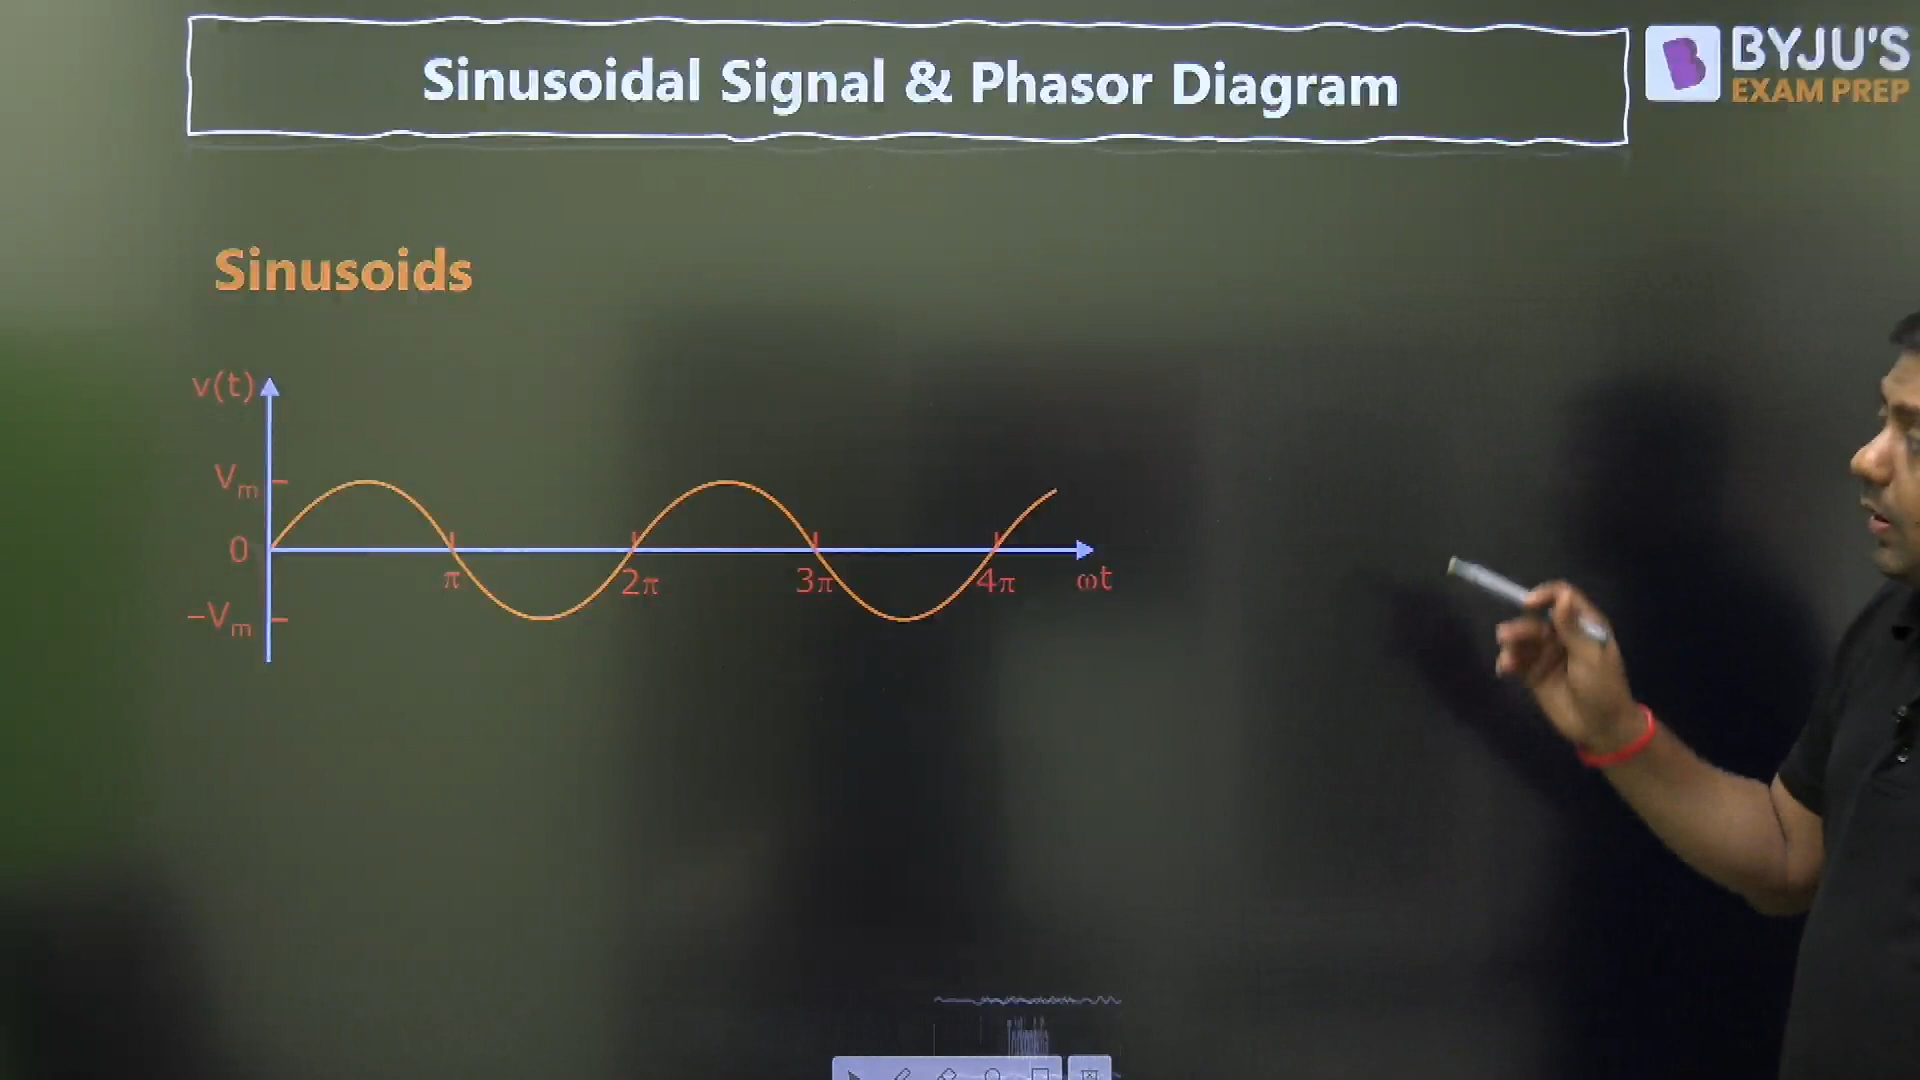 Sinusoidal Signal & Phasor Diagram
BYJU'S
EXAM PREP
Sinusoids
v(t)
Vm
0
−Vm
π
2π
3π
4π
ωt